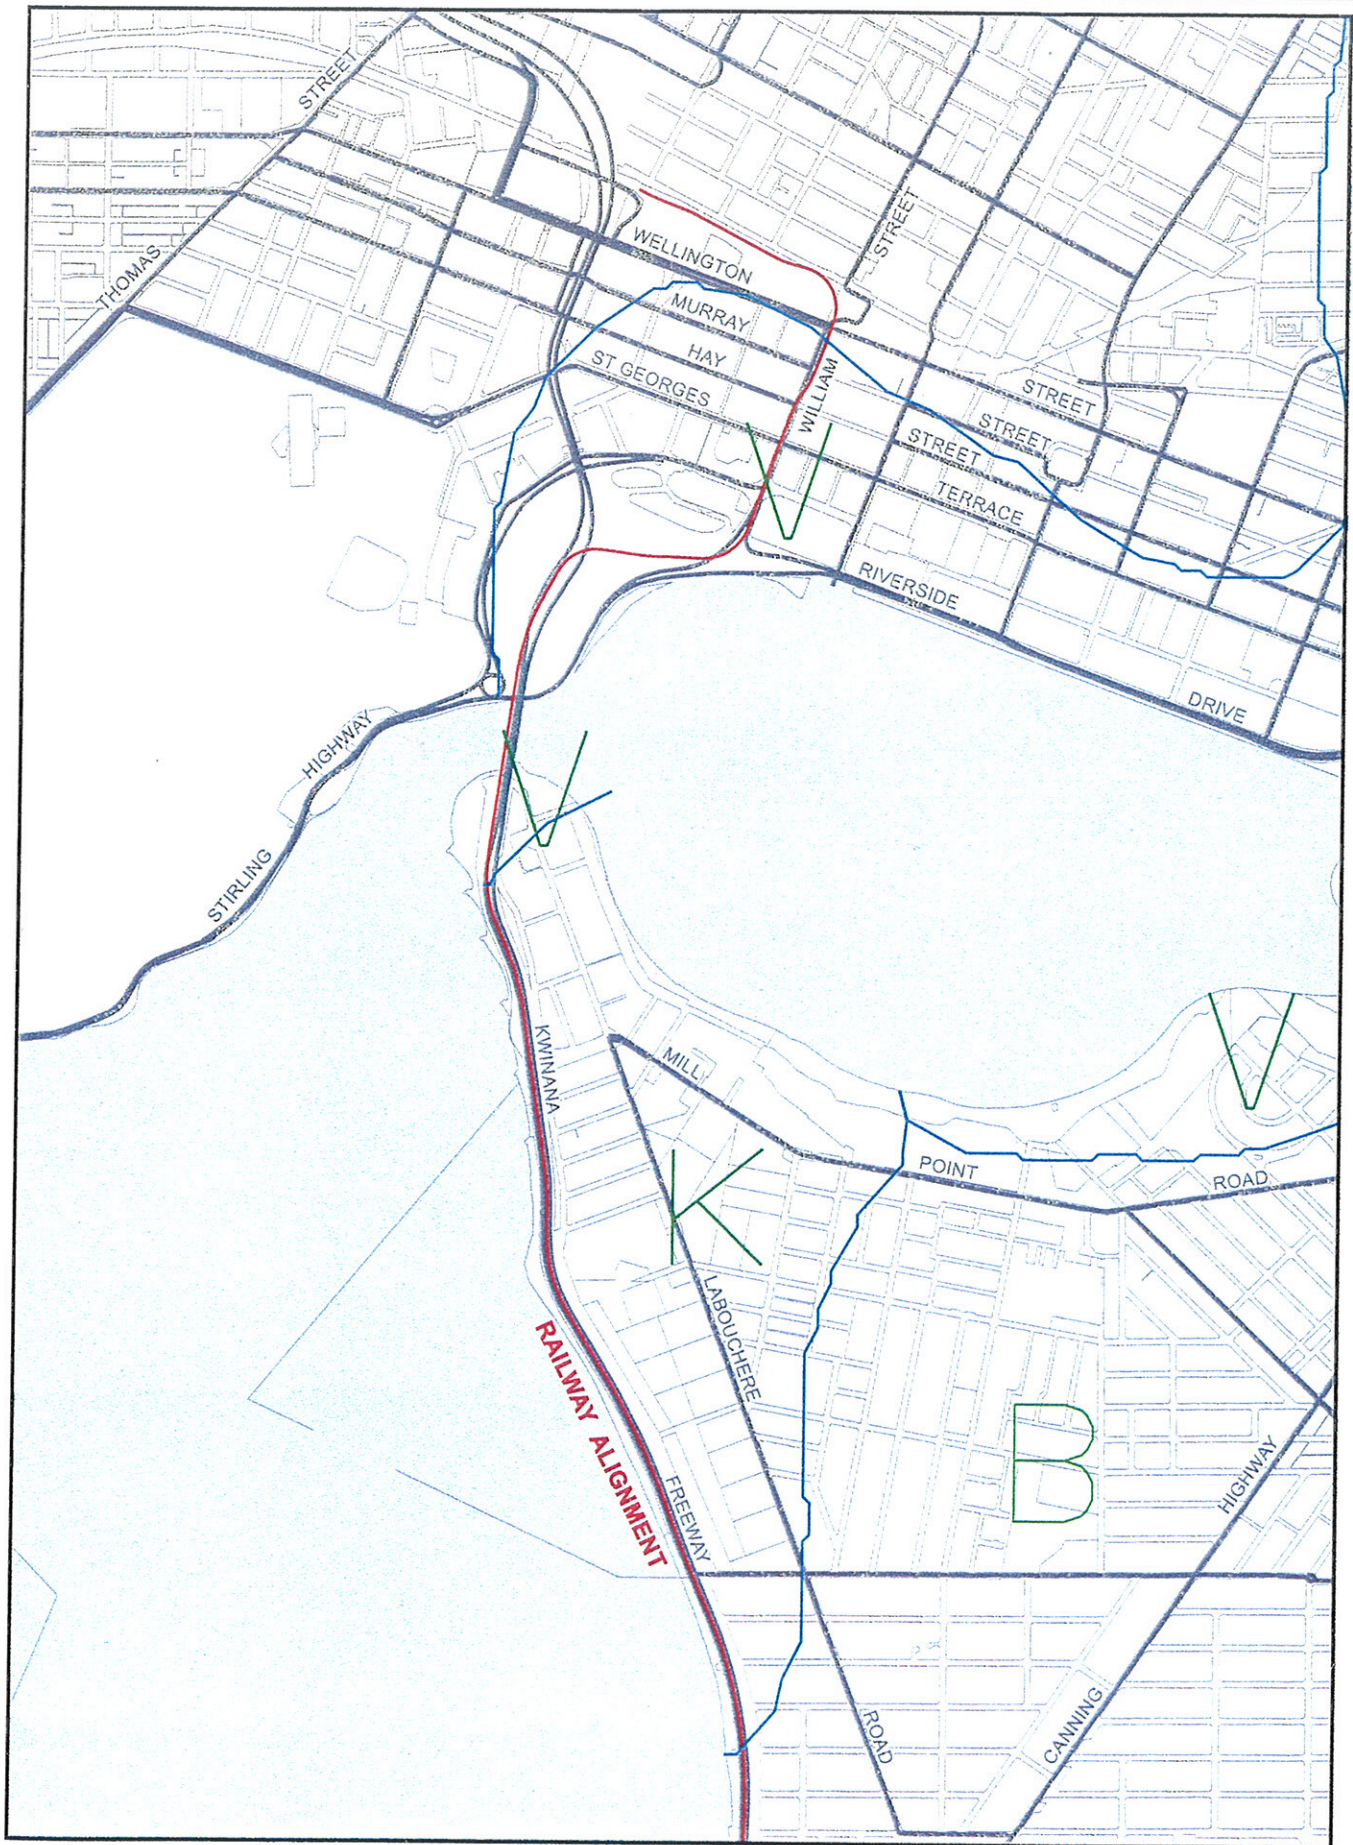 STREET
THOMAS
WELLINGTON
STREET
MURRAY
HAY
ST GEORGES
WILLIAM
STREET
STREET
STREET
TERRACE
V
RIVERSIDE
DRIVE
STIRLING HIGHWAY
V
V
KWINANA
MILL
POINT
ROAD
K
LABOUCHERE
RAILWAY ALIGNMENT
FREEWAY
B
HIGHWAY
CANNING
ROAD